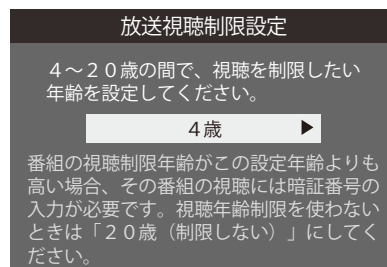 放送視聴制限設定
4～20歳の間で、視聴を制限したい
年齢を設定してください。
4歳 ▶
番組の視聴制限年齢がこの設定年齢よりも
高い場合、その番組の視聴には暗証番号の
入力が必要です。視聴年齢制限を使わない
ときは「20歳（制限しない）」にしてく
ださい。